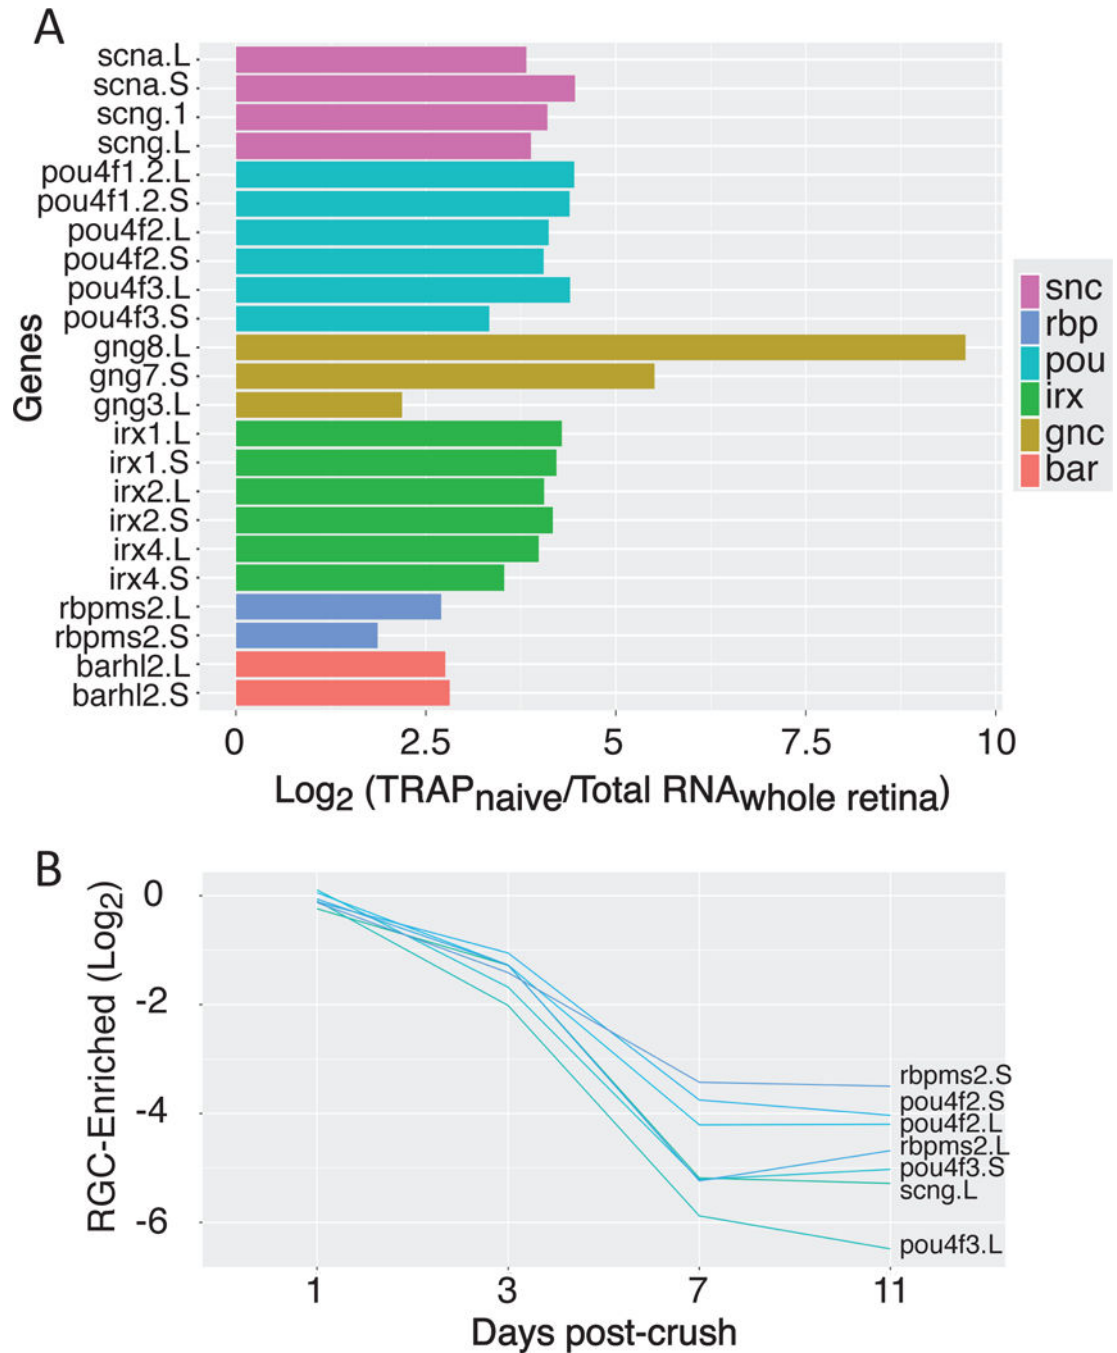 A
scna.L
scna.S
scng.1
scng.L
pou4f1.2.L
pou4f1.2.S
pou4f2.L
pou4f2.S
pou4f3.L
pou4f3.S
gng8.L
gng7.S
gng3.L
irx1.L
irx1.S
irx2.L
irx2.S
irx4.L
irx4.S
rbpms2.L
rbpms2.S
barhl2.L
barhl2.S
Genes
0 2.5 5 7.5 10
Log2 (TRAPnaive/Total RNAwhole retina)
snc
rbp
pou
irx
gnc
bar
B
RGC-Enriched (Log2)
0
-2
-4
-6
rbpms2.S
pou4f2.S
pou4f2.L
rbpms2.L
pou4f3.S
scng.L
pou4f3.L
1 3 7 11
Days post-crush